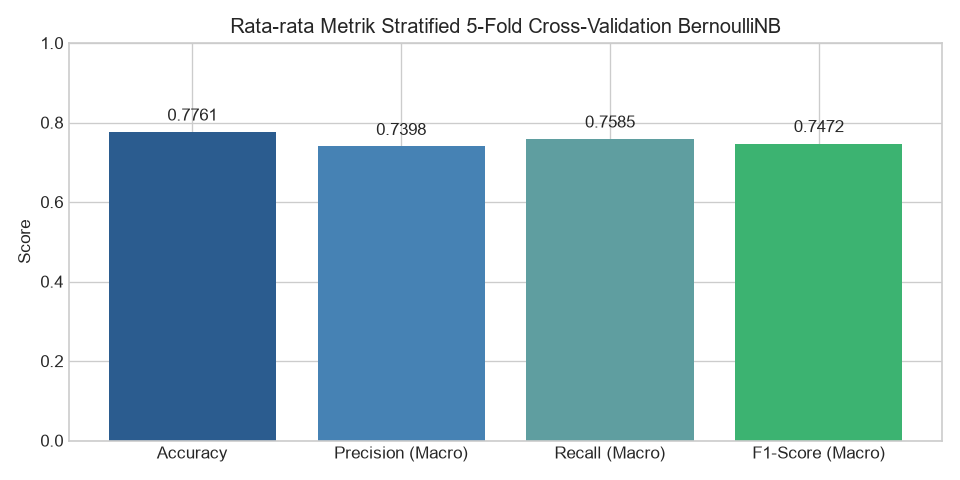 Rata-rata Metrik Stratified 5-Fold Cross-Validation BernoulliNB
1.0
0.8
0.6
0.4
0.2
0.0
Score
0.7761
0.7398
0.7585
0.7472
Accuracy
Precision (Macro)
Recall (Macro)
F1-Score (Macro)